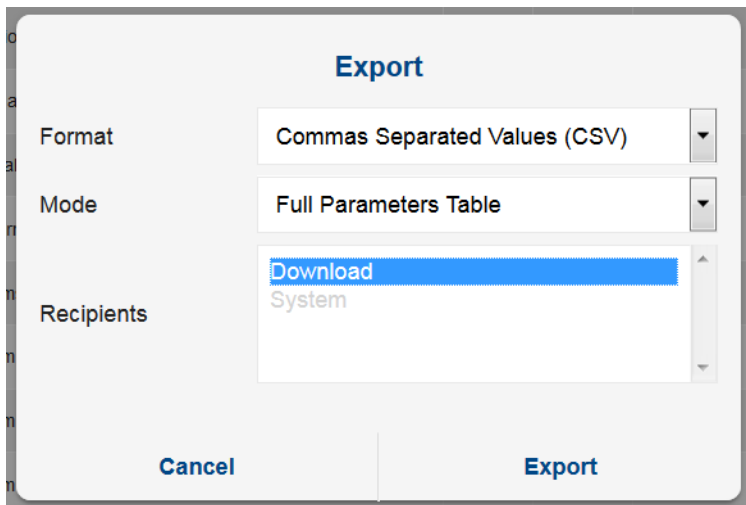 Export
Format
Commas Separated Values (CSV)
Mode
Full Parameters Table
Recipients
Download
System
Cancel
Export